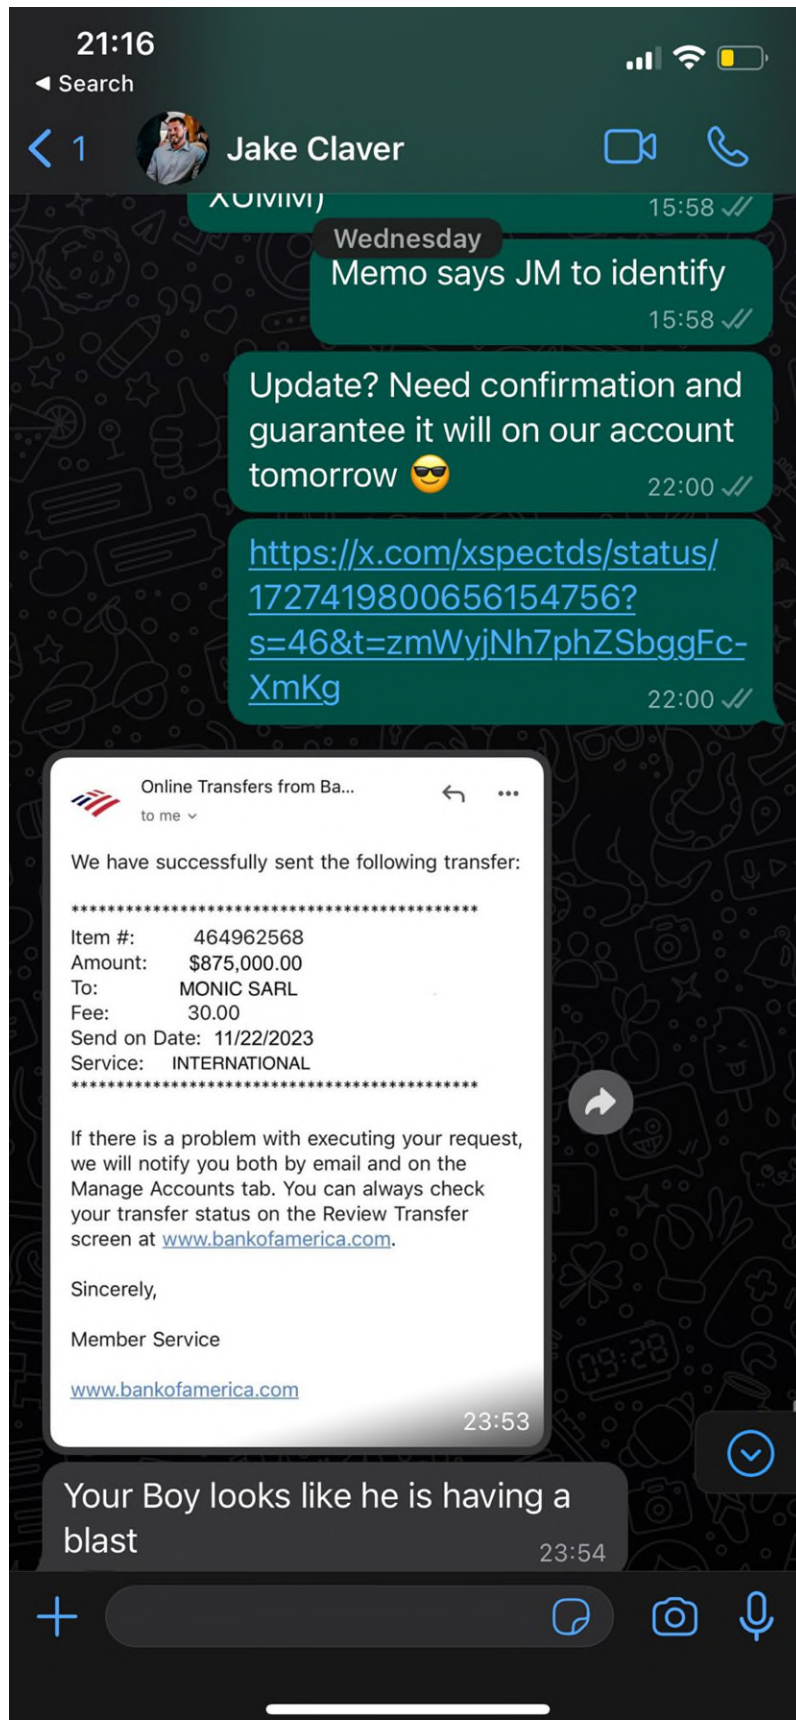 21:16
◀ Search
1
Jake Claver
XUMM)
15:58
Wednesday
Memo says JM to identify
15:58
Update? Need confirmation and
guarantee it will on our account
tomorrow 😎
22:00
https://x.com/xspectds/status/
1727419800656154756?
s=46&t=zmWyjNh7phZSbggFc-
XmKg
22:00
Online Transfers from Ba...
to me
We have successfully sent the following transfer:
*********************************************
Item #: 464962568
Amount: $875,000.00
To: MONIC SARL
Fee: 30.00
Send on Date: 11/22/2023
Service: INTERNATIONAL
*********************************************
If there is a problem with executing your request,
we will notify you both by email and on the
Manage Accounts tab. You can always check
your transfer status on the Review Transfer
screen at www.bankofamerica.com.
Sincerely,
Member Service
www.bankofamerica.com
23:53
Your Boy looks like he is having a
blast
23:54